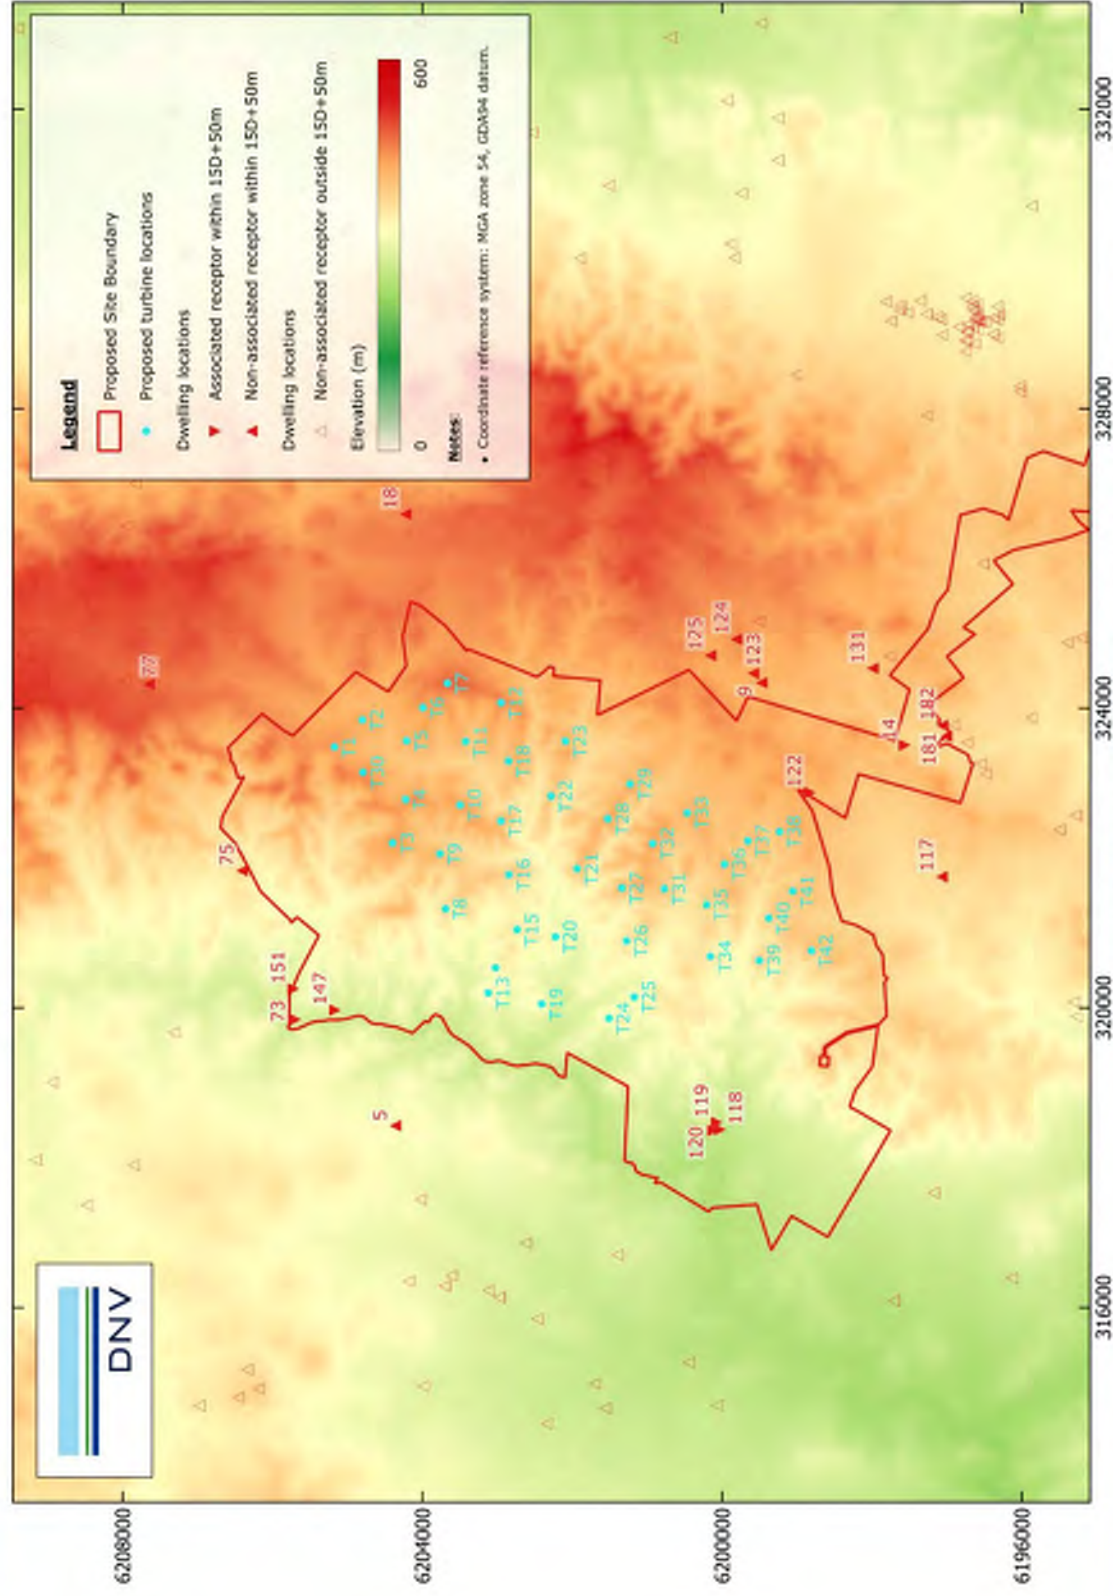 DNV
Legend
Proposed Site Boundary
Proposed turbine locations
Dwelling locations
Associated receptor within 15D+50m
Non-associated receptor within 15D+50m
Dwelling locations
Non-associated receptor outside 15D+50m
Elevation (m)
0 600
Notes:
• Coordinate reference system: MGA zone 54, GDA94 datum.
6208000
6204000
6200000
6196000
77
75
73
151
147
5
18
T1
T2
T30
T3
T4
T5
T6
T7
T8
T9
T10
T11
T12
T13
T15
T16
T17
T18
T19
T20
T21
T22
T23
T24
T25
T26
T27
T28
T29
T31
T32
T33
T34
T35
T36
T37
T38
T39
T40
T41
T42
120
119
118
125
124
123
9
122
131
14
117
181
182
316000
320000
324000
328000
332000